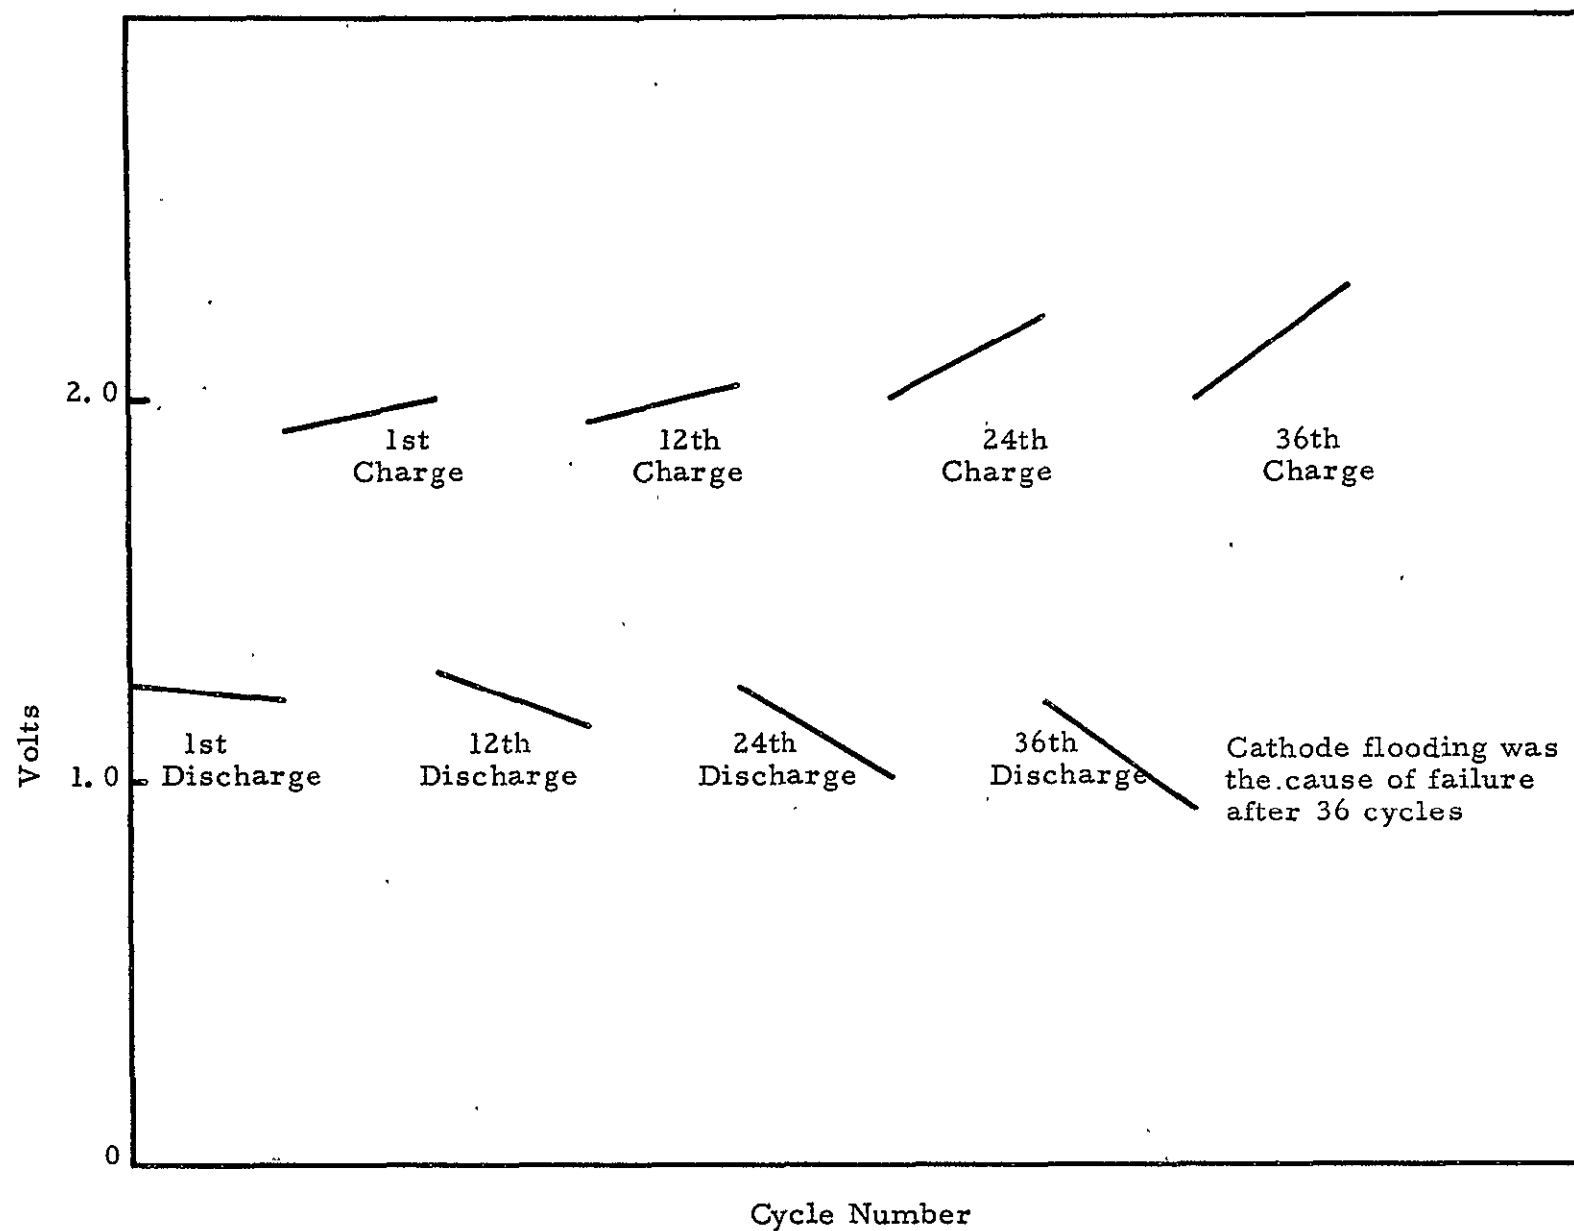 2.0
1st
Charge
12th
Charge
24th
Charge
36th
Charge
Volts
1.0
1st
Discharge
12th
Discharge
24th
Discharge
36th
Discharge
Cathode flooding was
the.cause of failure
after 36 cycles
0
Cycle Number